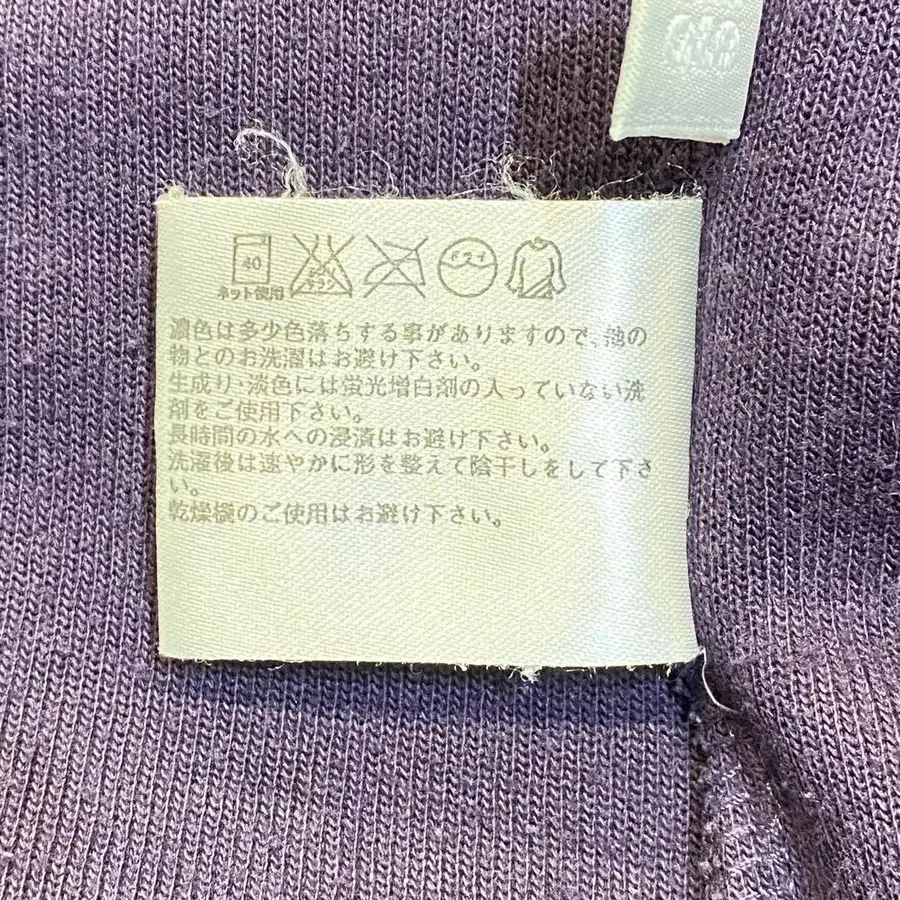 40
ネット使用
エンソ
サラシ
ドライ
濃色は多少色落ちする事がありますので､池の
物とのお洗濯はお避け下さい。
生成り･淡色には蛍光増白剤の入っていない洗
剤をご使用下さい。
長時間の水への浸漬はお避け下さい。
洗濯後は速やかに形を整えて陰干しをして下さ
い。
乾燥機のご使用はお避け下さい。